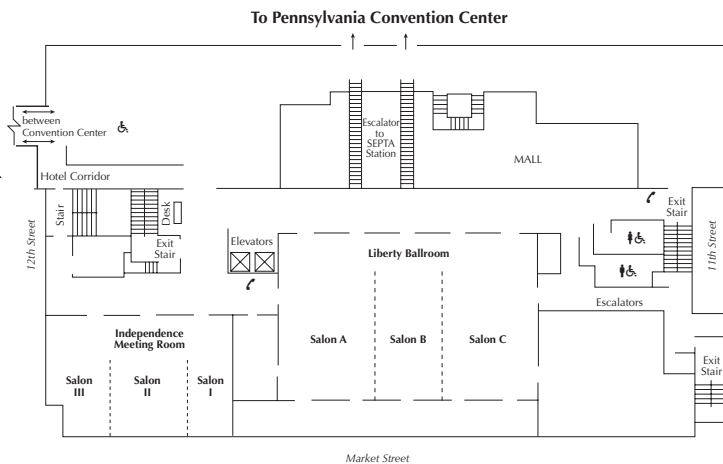 To Pennsylvania Convention Center
between
Convention Center
Hotel Corridor
Escalator
to
SEPTA
Station
MALL
Exit
Stair
12th Street
Stair
Desk
Exit
Stair
Elevators
Liberty Ballroom
11th Street
Escalators
Independence
Meeting Room
Salon A
Salon B
Salon C
Salon
III
Salon
II
Salon
I
Exit
Stair
Market Street